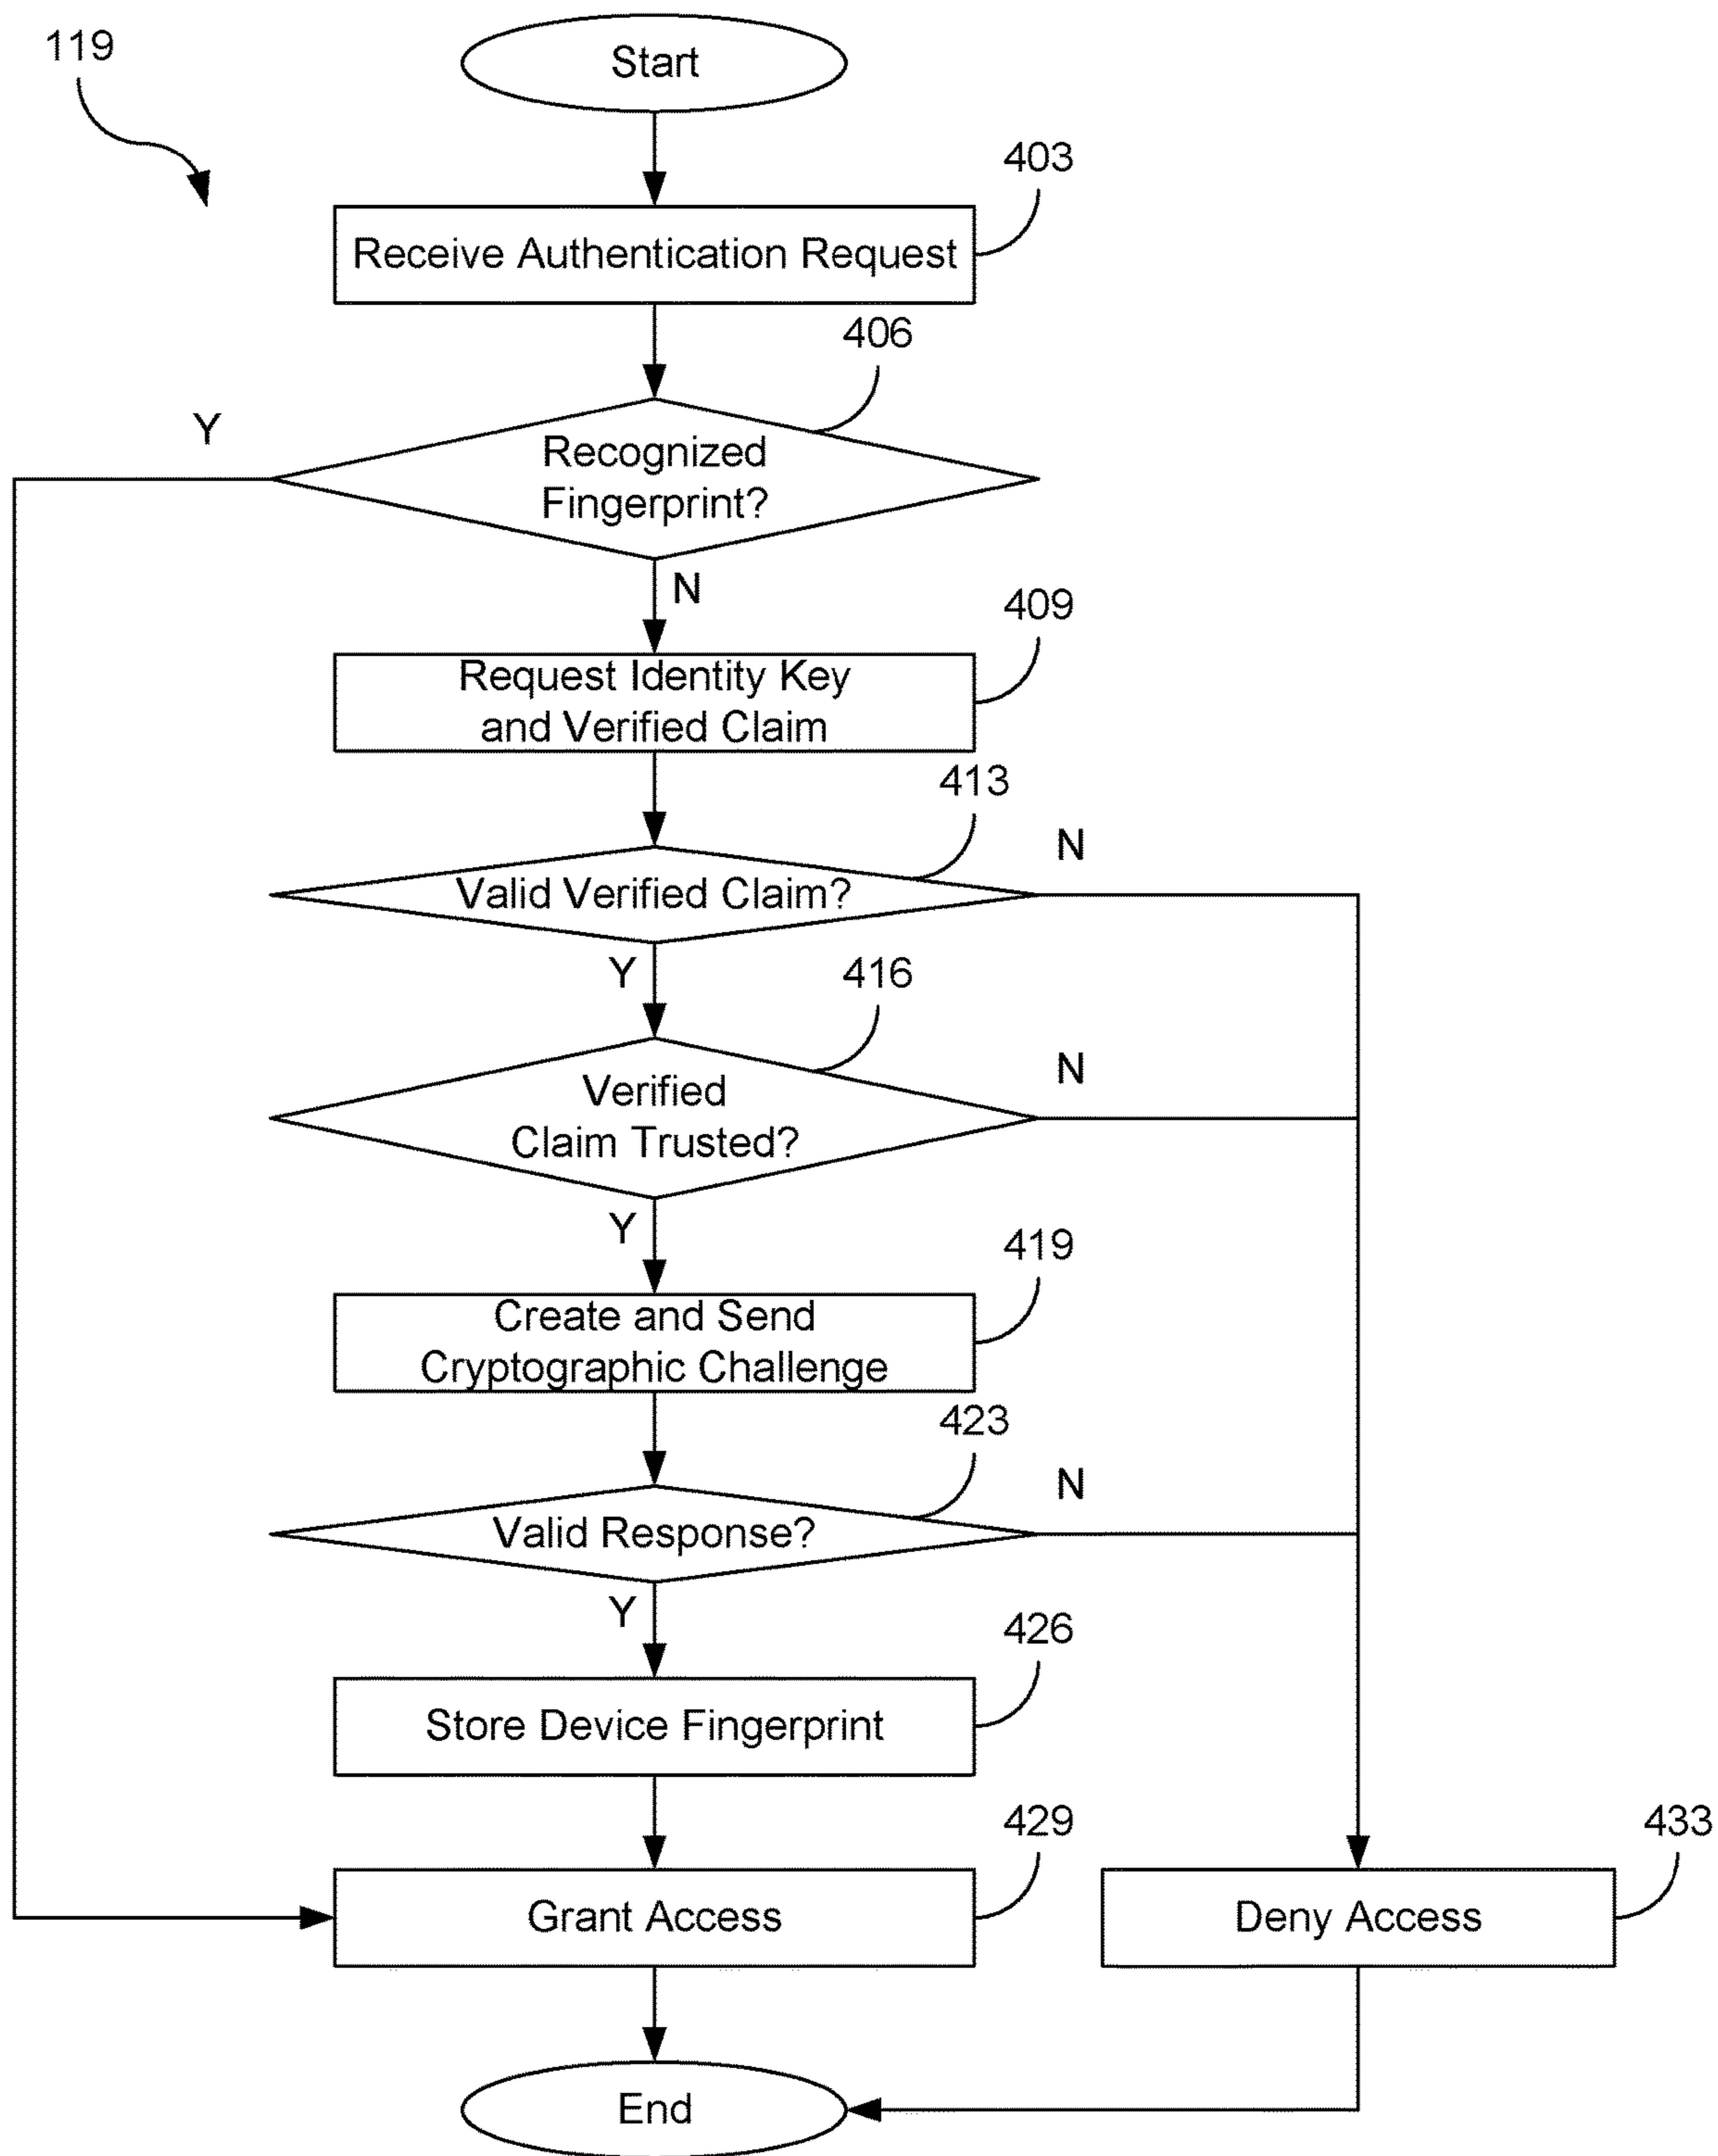 119
Start
403
Receive Authentication Request
406
Y
Recognized
Fingerprint?
N
409
Request Identity Key
and Verified Claim
413
N
Valid Verified Claim?
Y
416
N
Verified
Claim Trusted?
Y
419
Create and Send
Cryptographic Challenge
423
N
Valid Response?
Y
426
Store Device Fingerprint
429
433
Grant Access
Deny Access
End